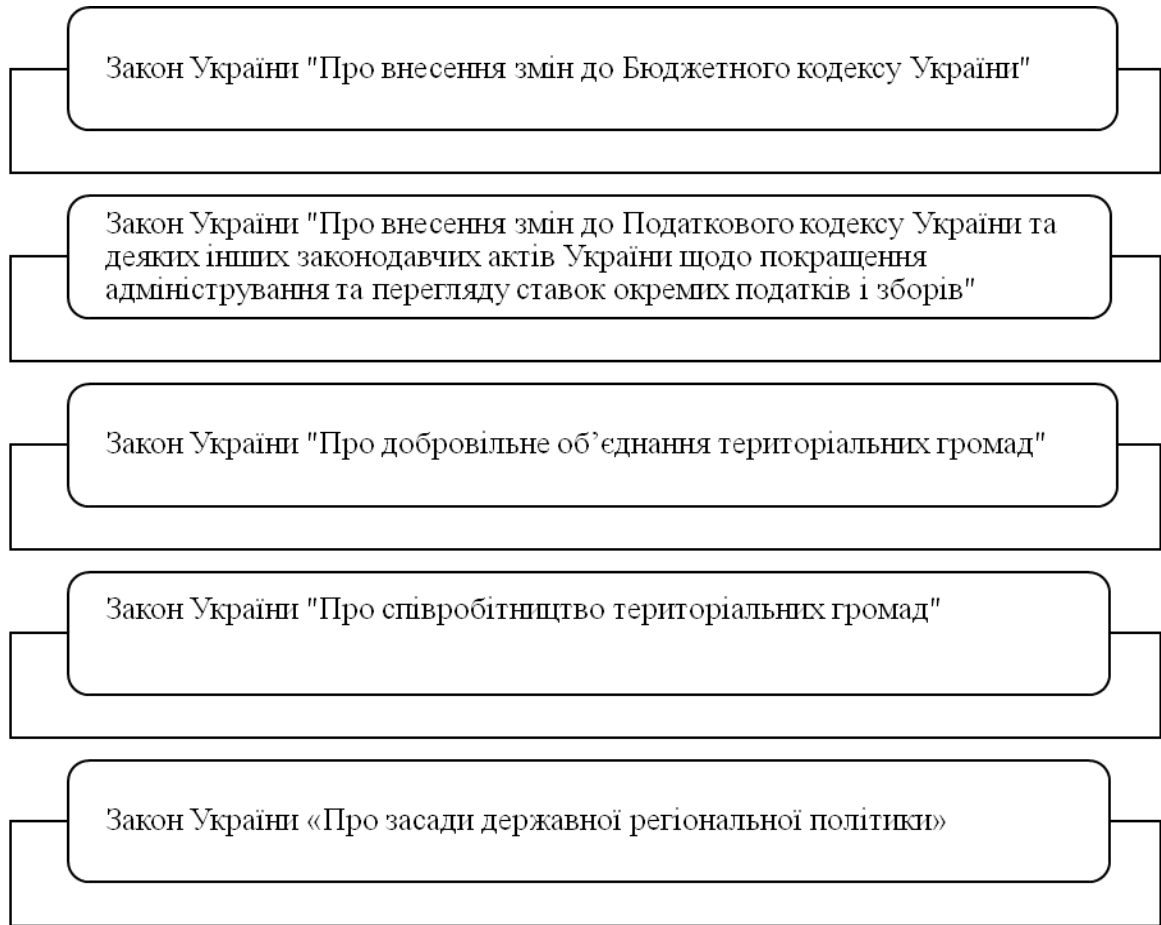 Закон України "Про внесення змін до Бюджетного кодексу України"
Закон України "Про внесення змін до Податкового кодексу України та
деяких інших законодавчих актів України щодо покращення
адміністрування та перегляду ставок окремих податків і зборів"
Закон України "Про добровільне об’єднання територіальних громад"
Закон України "Про співробітництво територіальних громад"
Закон України «Про засади державної регіональної політики»